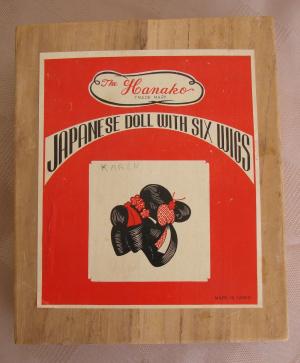 The Hanako
TRADE MARK
JAPANESE DOLL WITH SIX WIGS
KAREN
MADE IN JAPAN